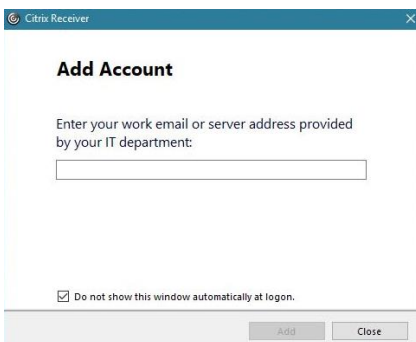 Citrix Receiver
Add Account
Enter your work email or server address provided
by your IT department:
Do not show this window automatically at logon.
Add
Close